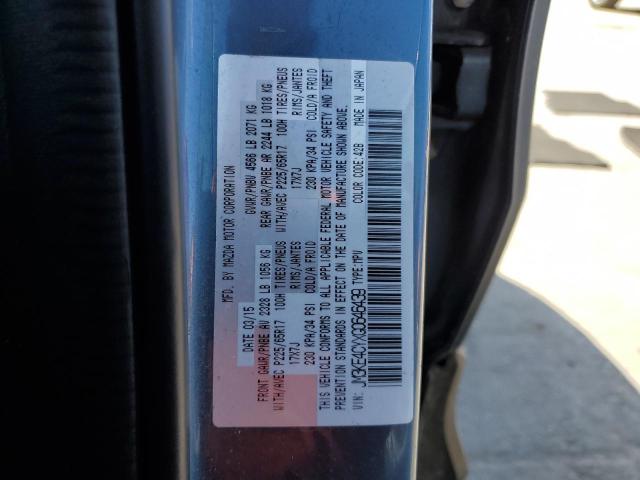 MFD. BY MAZDA MOTOR CORPORATION
DATE 03/15 GVWR/PNBV 4566 LB 2071 KG
FRONT GAWR/PNBE AV 2328 LB 1056 KG REAR GAWR/PNBE AR 2244 LB 1018 KG
WITH/AVEC P225/65R17 100H TIRES/PNEUS WITH/AVEC P225/65R17 100H TIRES/PNEUS
17X7J RIMS/JANTES 17X7J RIMS/JANTES
230 KPA/34 PSI COLD/A FROID 230 KPA/34 PSI COLD/A FROID
THIS VEHICLE CONFORMS TO ALL APPLICABLE FEDERAL MOTOR VEHICLE SAFETY AND THEFT
PREVENTION STANDARDS IN EFFECT ON THE DATE OF MANUFACTURE SHOWN ABOVE.
VIN: JM3KE4CYXG0646439 TYPE:MPV COLOR CODE:42B MADE IN JAPAN